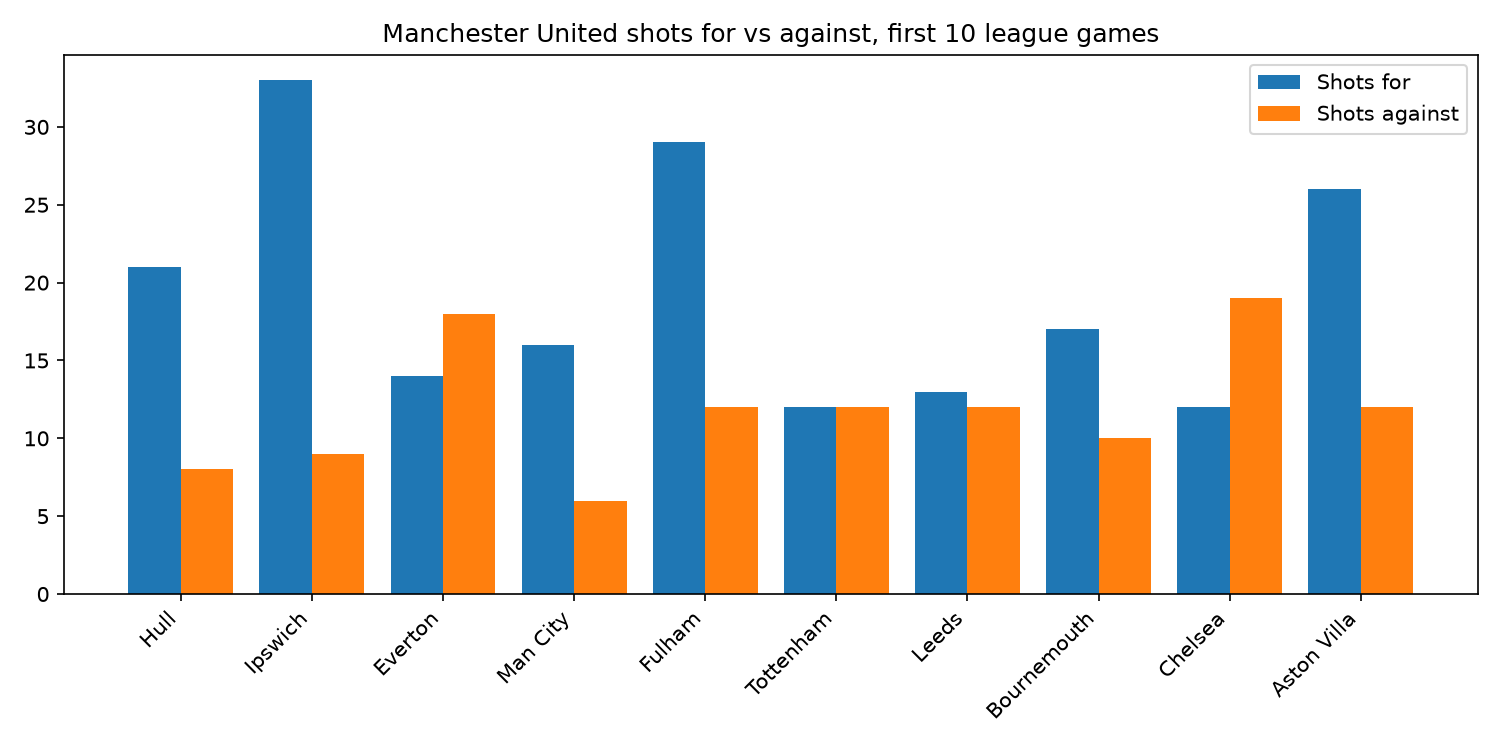 Manchester United shots for vs against, first 10 league games
Shots for
Shots against
30
25
20
15
10
5
0
Hull
Ipswich
Everton
Man City
Fulham
Tottenham
Leeds
Bournemouth
Chelsea
Aston Villa